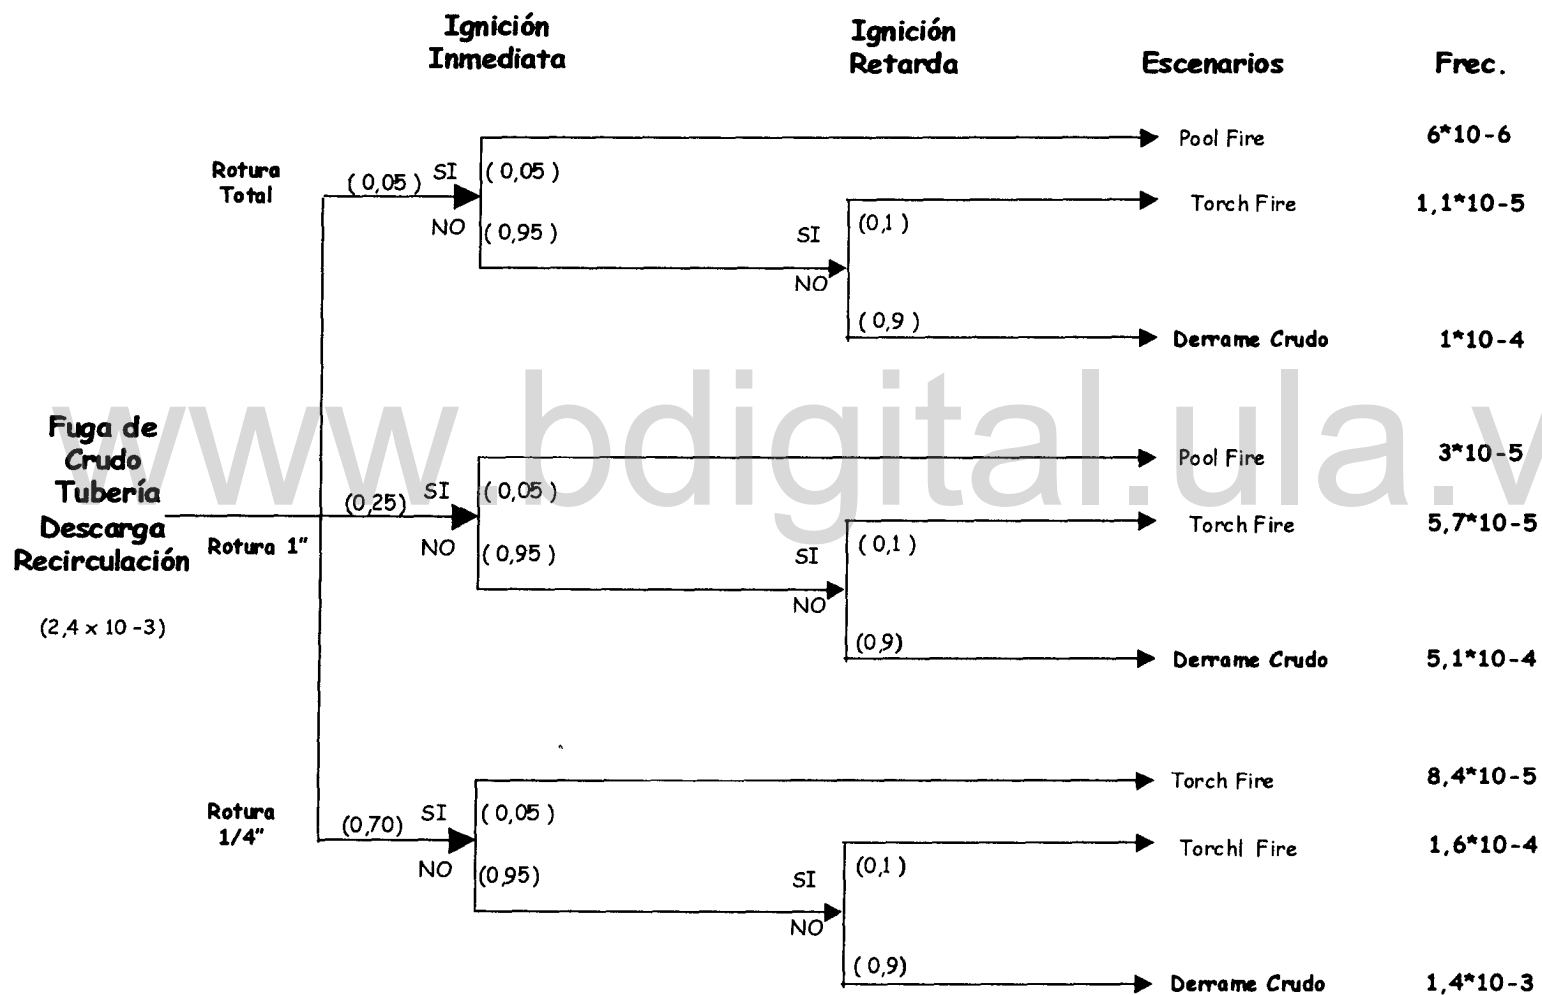 Ignición
Inmediata
Ignición
Retarda
Escenarios
Frec.
Rotura
Total
(0,05)
SI
NO
(0,05)
(0,95)
SI
NO
(0,1)
(0,9)
Pool Fire
6*10-6
Torch Fire
1,1*10-5
Derrame Crudo
1*10-4
www.bdigital.ula.v
Fuga de
Crudo
Tubería
Descarga
Recirculación
(2,4 x 10 -3)
Rotura 1"
(0,25)
SI
NO
(0,05)
(0,95)
SI
NO
(0,1)
(0,9)
Pool Fire
3*10-5
Torch Fire
5,7*10-5
Derrame Crudo
5,1*10-4
Rotura
1/4"
(0,70)
SI
NO
(0,05)
(0,95)
SI
NO
(0,1)
(0,9)
Torch Fire
8,4*10-5
Torchl Fire
1,6*10-4
Derrame Crudo
1,4*10-3